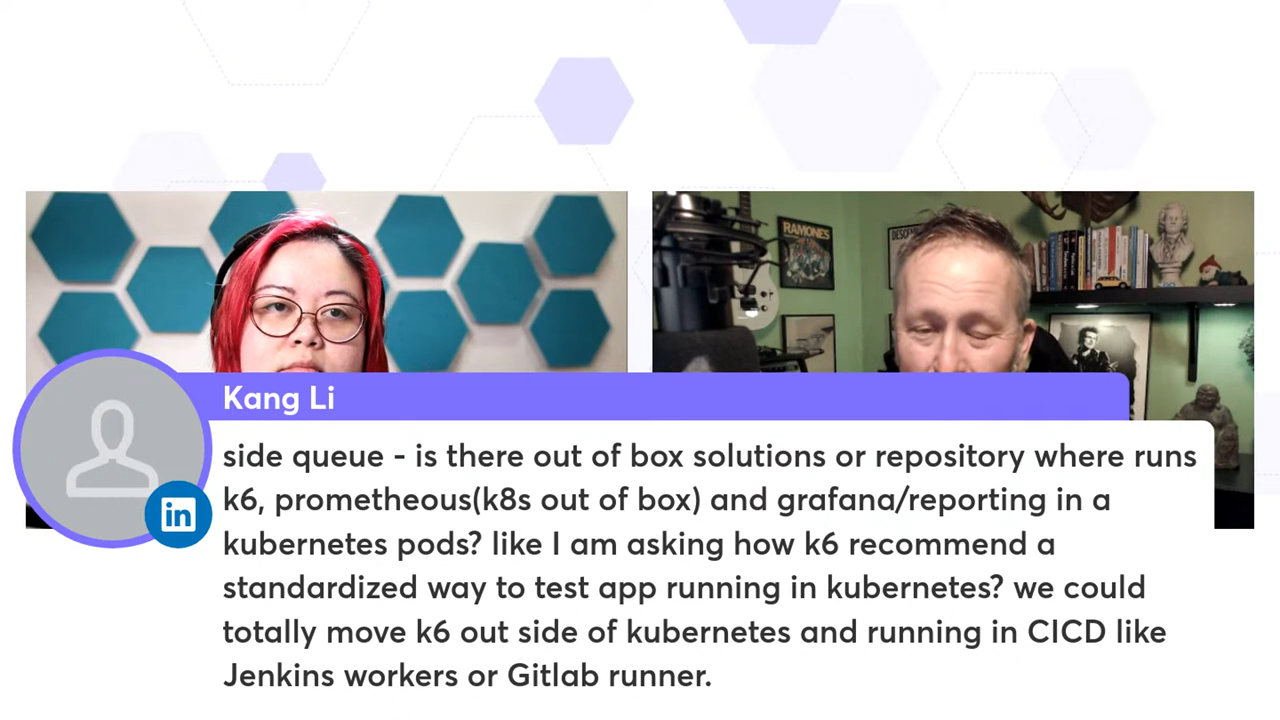 RAMONES
Kang Li
in
side queue - is there out of box solutions or repository where runs
k6, prometheous(k8s out of box) and grafana/reporting in a
kubernetes pods? like I am asking how k6 recommend a
standardized way to test app running in kubernetes? we could
totally move k6 out side of kubernetes and running in CICD like
Jenkins workers or Gitlab runner.